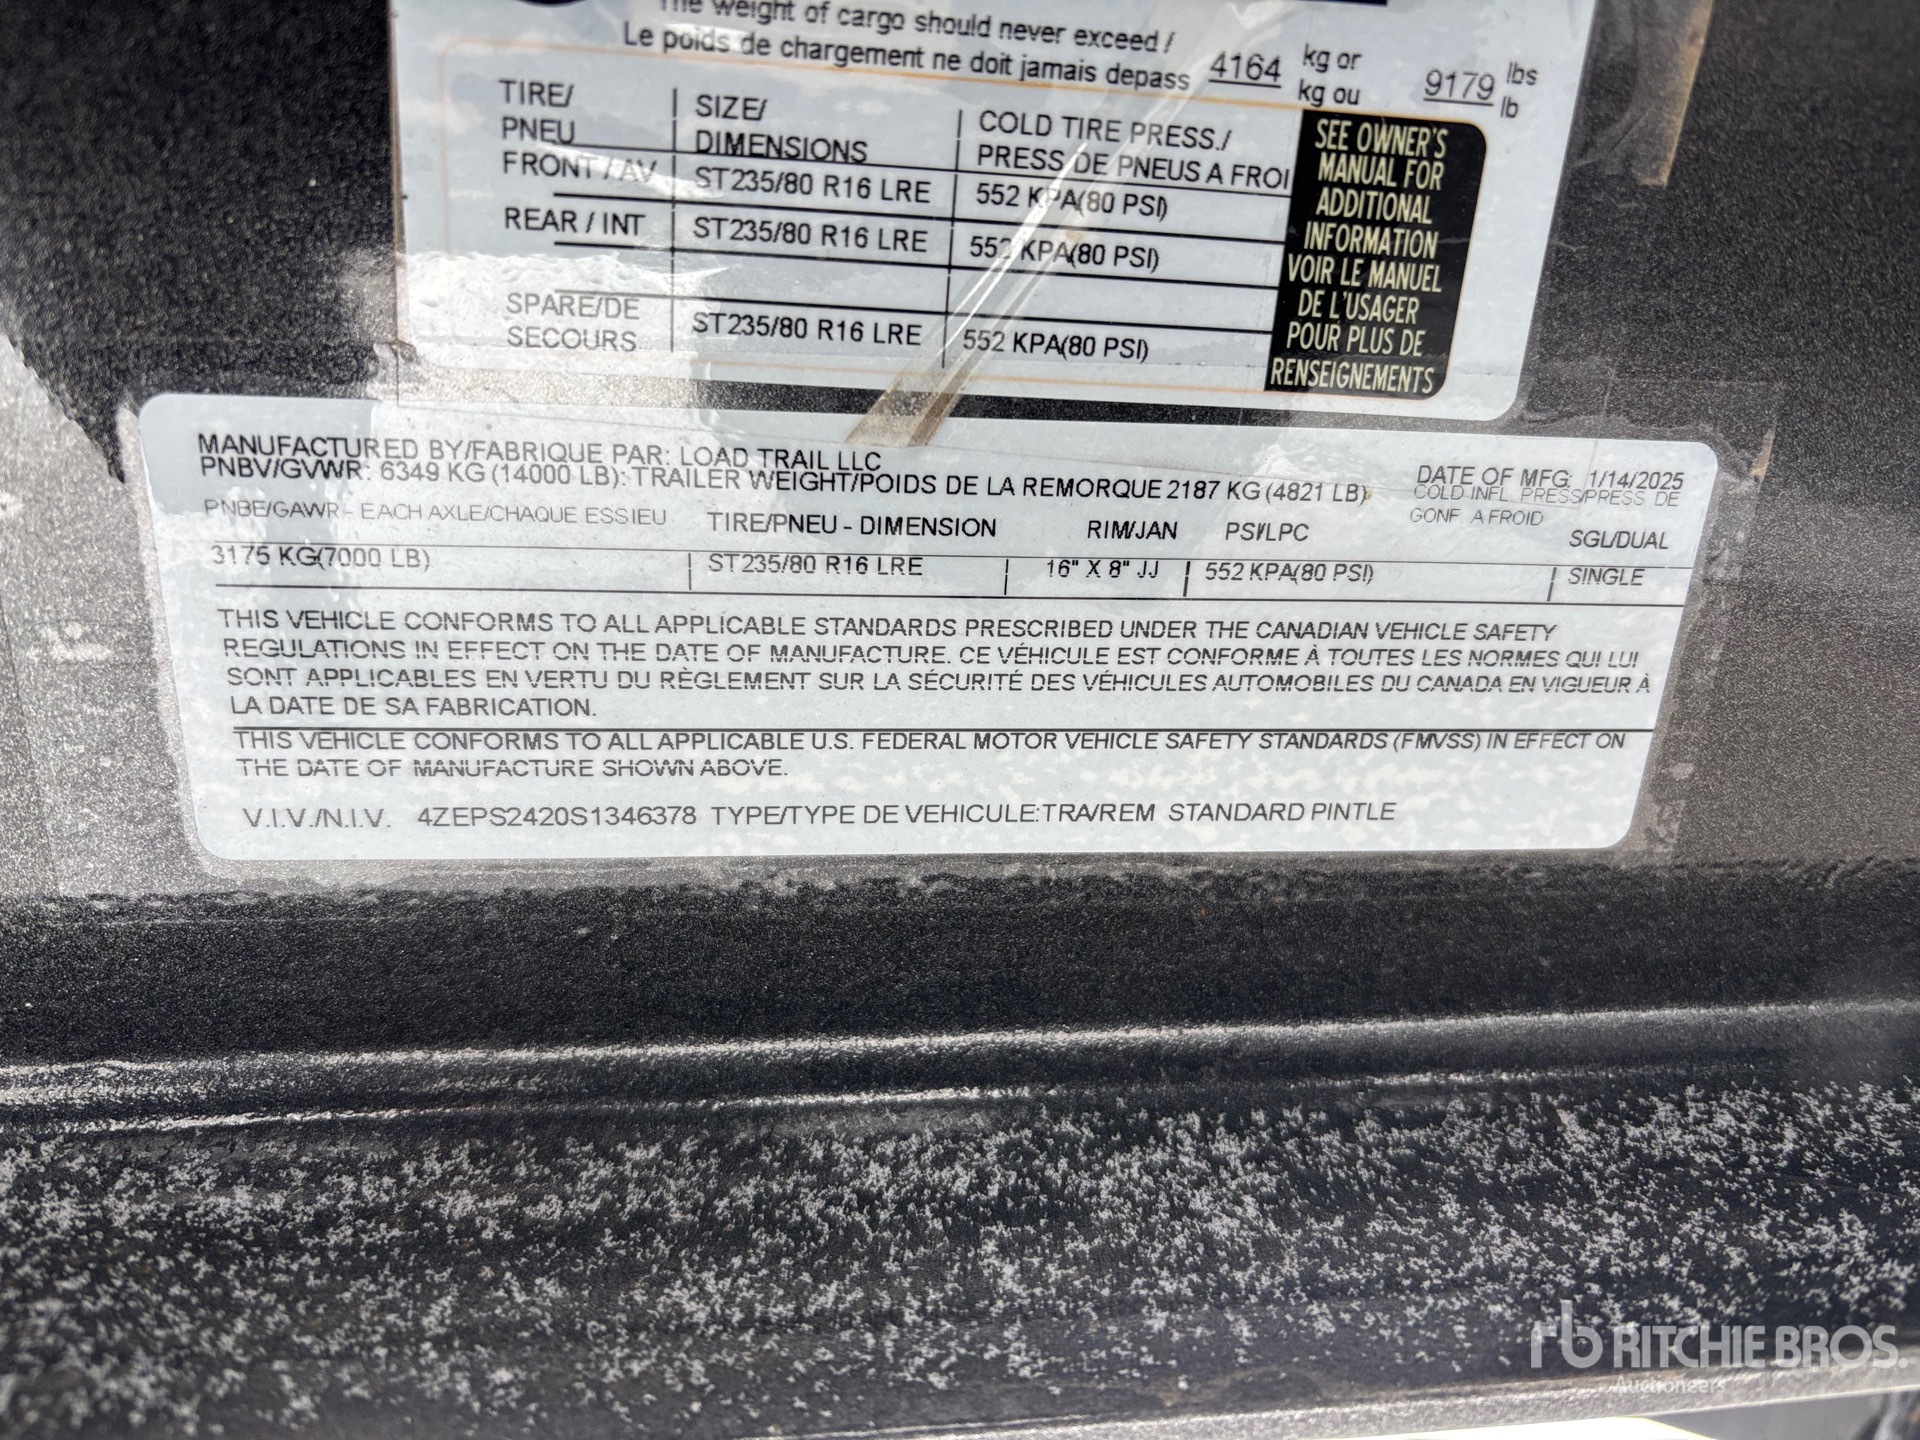 The weight of cargo should never exceed / 4164 kg or 9179 lbs
Le poids de chargement ne doit jamais depass kg ou lb
TIRE/ SIZE/ COLD TIRE PRESS./
PNEU DIMENSIONS PRESS DE PNEUS A FROI
FRONT / AV ST235/80 R16 LRE 552 KPA(80 PSI)
REAR / INT ST235/80 R16 LRE 552 KPA(80 PSI)
SPARE/DE
SECOURS ST235/80 R16 LRE 552 KPA(80 PSI)
SEE OWNER'S
MANUAL FOR
ADDITIONAL
INFORMATION
VOIR LE MANUEL
DE L'USAGER
POUR PLUS DE
RENSEIGNEMENTS
MANUFACTURED BY/FABRIQUE PAR: LOAD TRAIL LLC DATE OF MFG: 1/14/2025
PNBV/GVWR: 6349 KG (14000 LB): TRAILER WEIGHT/POIDS DE LA REMORQUE 2187 KG (4821 LB) COLD INFL. PRESS/PRESS DE
PNBE/GAWR - EACH AXLE/CHAQUE ESSIEU TIRE/PNEU - DIMENSION RIM/JAN GONF. A FROID
PSI/LPC SGL/DUAL
3175 KG(7000 LB) ST235/80 R16 LRE 16" X 8" JJ 552 KPA(80 PSI) SINGLE
THIS VEHICLE CONFORMS TO ALL APPLICABLE STANDARDS PRESCRIBED UNDER THE CANADIAN VEHICLE SAFETY
REGULATIONS IN EFFECT ON THE DATE OF MANUFACTURE. CE VÉHICULE EST CONFORME À TOUTES LES NORMES QUI LUI
SONT APPLICABLES EN VERTU DU RÈGLEMENT SUR LA SÉCURITÉ DES VÉHICULES AUTOMOBILES DU CANADA EN VIGUEUR À
LA DATE DE SA FABRICATION.
THIS VEHICLE CONFORMS TO ALL APPLICABLE U.S. FEDERAL MOTOR VEHICLE SAFETY STANDARDS (FMVSS) IN EFFECT ON
THE DATE OF MANUFACTURE SHOWN ABOVE.
V.I.V./N.I.V. 4ZEPS2420S1346378 TYPE/TYPE DE VEHICULE:TRA/REM STANDARD PINTLE
rb RITCHIE BROS.
Auctioneers